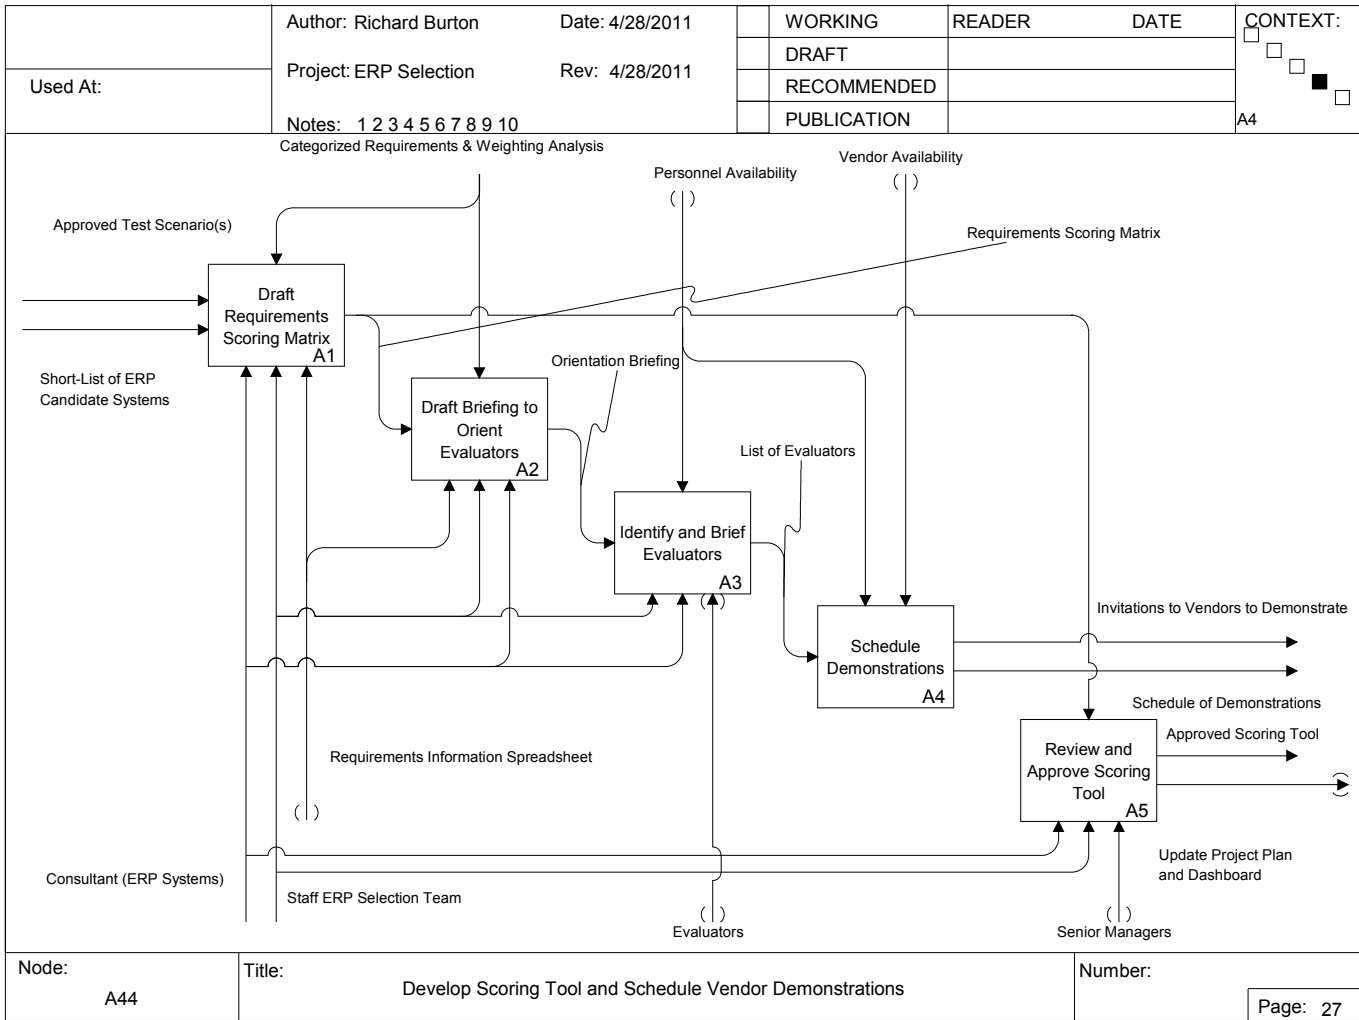 Used At:
Author: Richard Burton
Date: 4/28/2011
Project: ERP Selection
Rev: 4/28/2011
Notes: 1 2 3 4 5 6 7 8 9 10
WORKING
DRAFT
RECOMMENDED
PUBLICATION
READER
DATE
CONTEXT:
A4
Categorized Requirements & Weighting Analysis
Vendor Availability
Personnel Availability
Approved Test Scenario(s)
Requirements Scoring Matrix
Draft
Requirements
Scoring Matrix
A1
Short-List of ERP
Candidate Systems
Orientation Briefing
Draft Briefing to
Orient
Evaluators
A2
List of Evaluators
Identify and Brief
Evaluators
A3
Invitations to Vendors to Demonstrate
Schedule
Demonstrations
A4
Schedule of Demonstrations
Approved Scoring Tool
Requirements Information Spreadsheet
Review and
Approve Scoring
Tool
A5
Update Project Plan
and Dashboard
Consultant (ERP Systems)
Staff ERP Selection Team
Evaluators
Senior Managers
Node:
A44
Title:
Develop Scoring Tool and Schedule Vendor Demonstrations
Number:
Page: 27